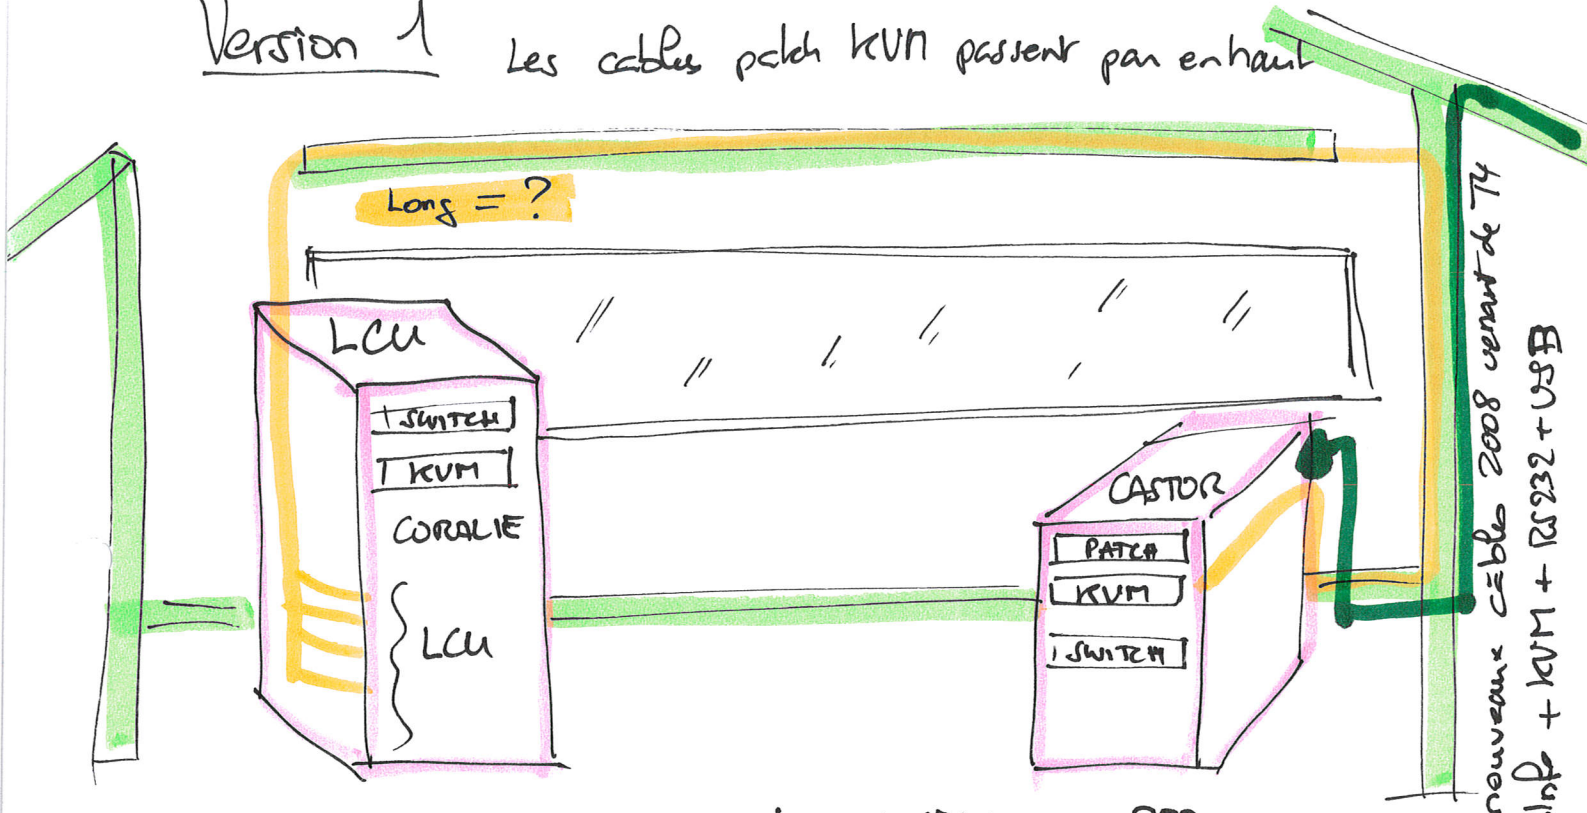 Version 1
Les cables patch KVM passent par en haut
Long = ?
LCU
SWITCH
KVM
CORALIE
LCU
CASTOR
PATCH
KVM
SWITCH
nouveaux câbles 2008 venant de T4
Info + KVM + RS232 + USB